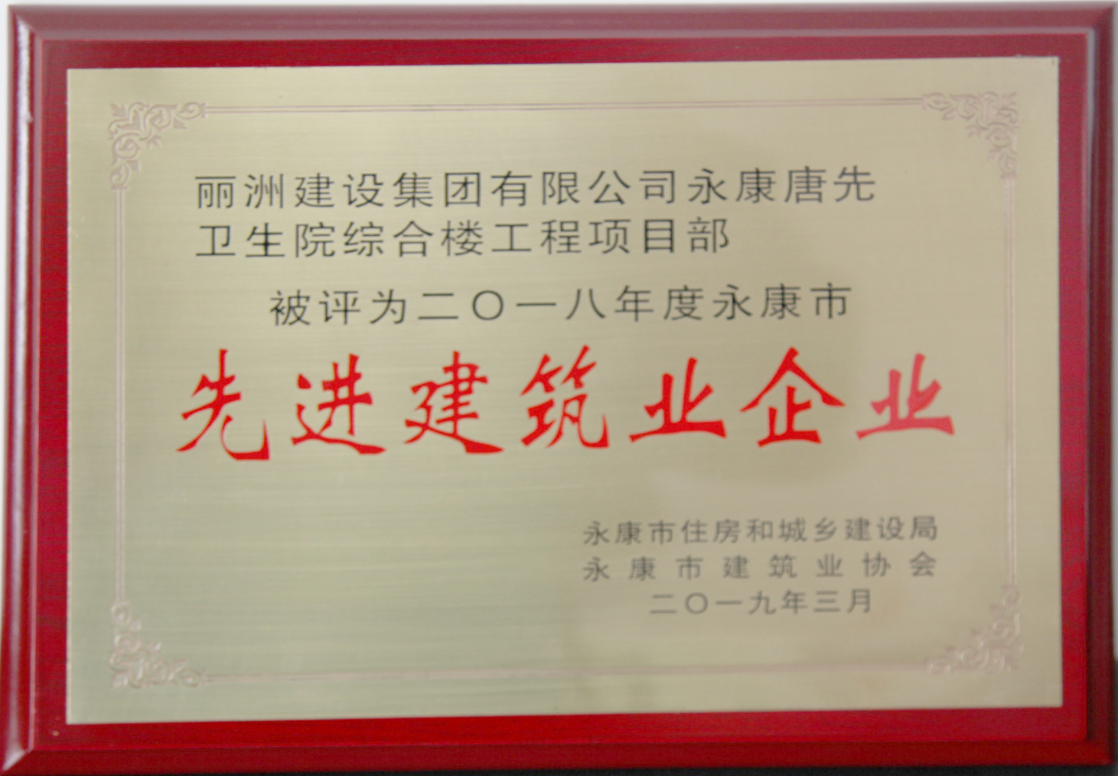 丽洲建设集团有限公司永康唐先
卫生院综合楼工程项目部
被评为二〇一八年度永康市
先进建筑业企业
永康市住房和城乡建设局
永康市建筑业协会
二〇一九年三月